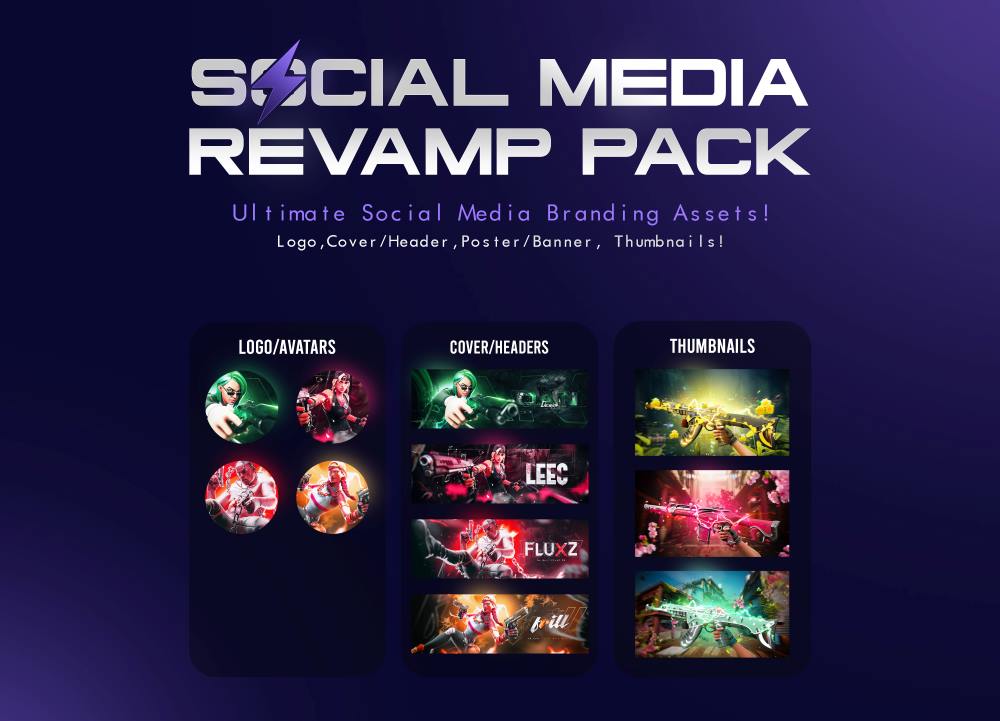 SOCIAL MEDIA
REVAMP PACK
Ultimate Social Media Branding Assets!
Logo,Cover/Header,Poster/Banner, Thumbnails!
LOGO/AVATARS
COVER/HEADERS
THUMBNAILS
LEEC
FLUXZ
frill